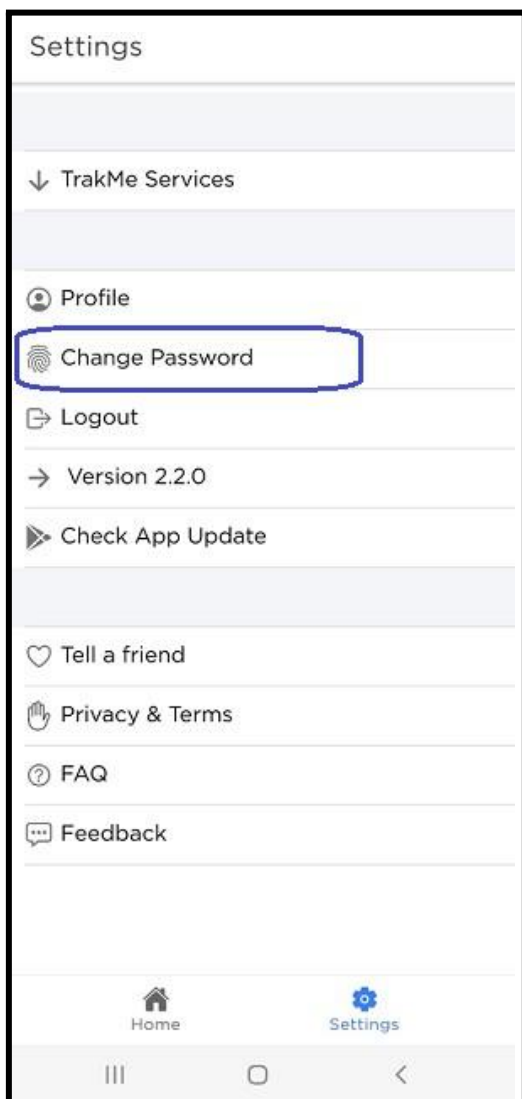 Settings
TrakMe Services
Profile
Change Password
Logout
Version 2.2.0
Check App Update
Tell a friend
Privacy & Terms
FAQ
Feedback
Home
Settings